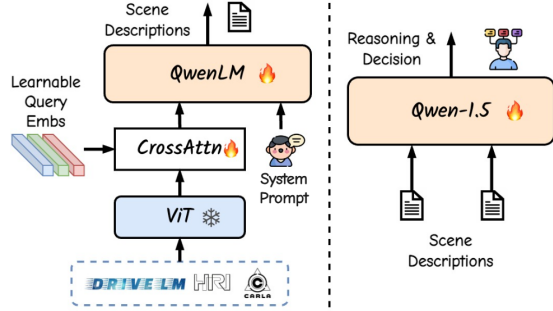 Scene
Descriptions
QwenLM
Learnable
Query
Embs
CrossAttn
System
Prompt
ViT
DRIVE LM HRI CARLA
Reasoning &
Decision
Qwen-1.5
Scene
Descriptions